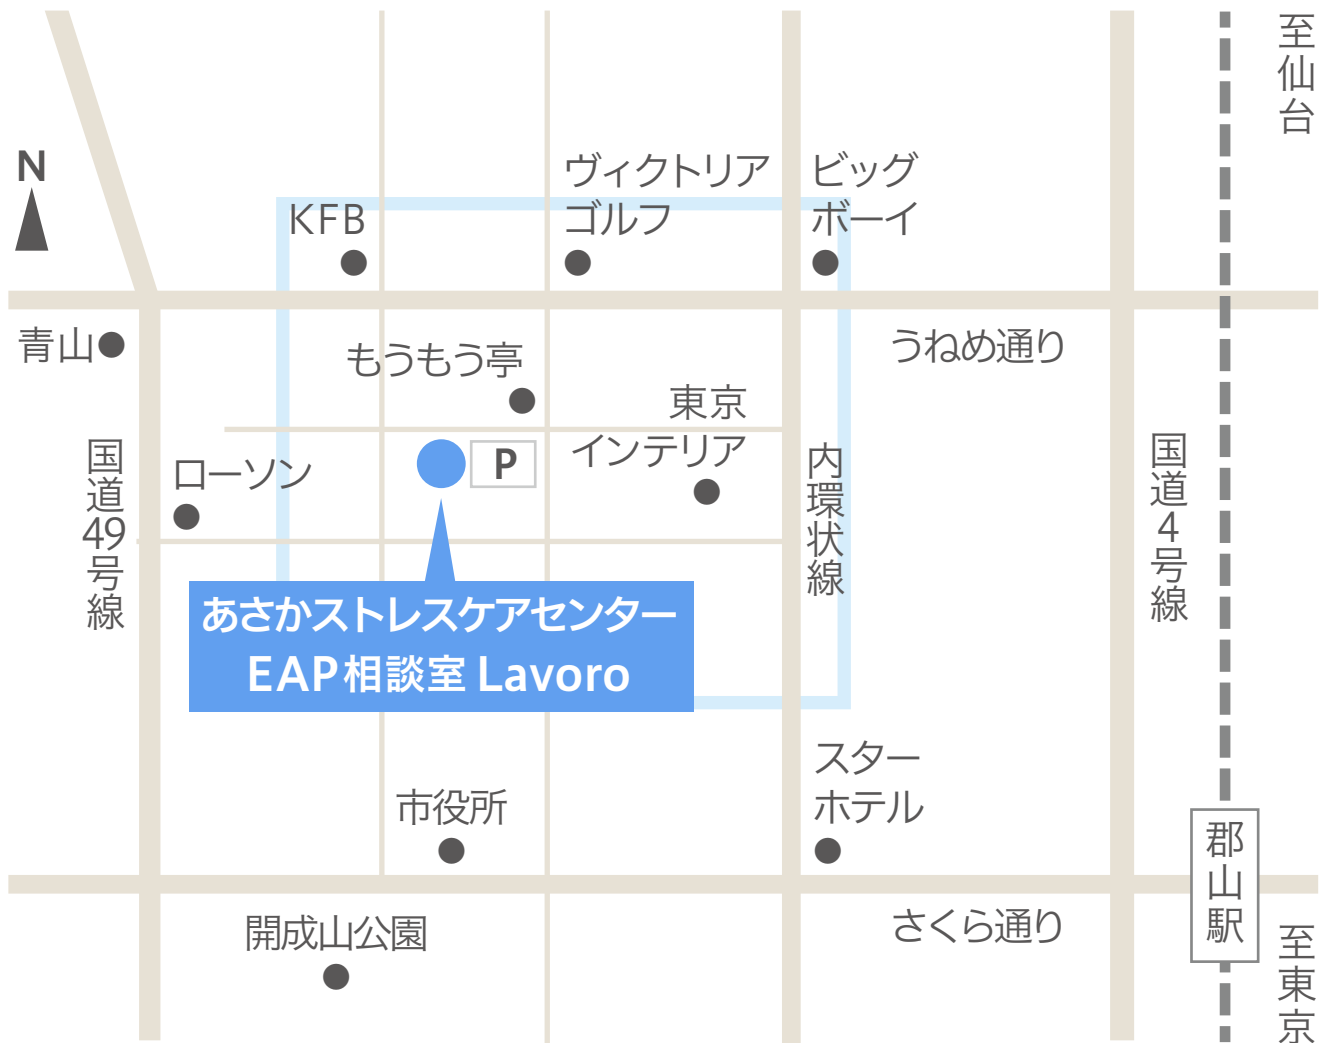 至仙台
N
ヴィクトリア
ゴルフ
ビッグ
ボーイ
KFB
青山
もうもう亭
うねめ通り
東京
インテリア
P
ローソン
国道49号線
内環状線
国道4号線
あさかストレスケアセンター
EAP相談室 Lavoro
スター
ホテル
市役所
郡山駅
開成山公園
さくら通り
至東京